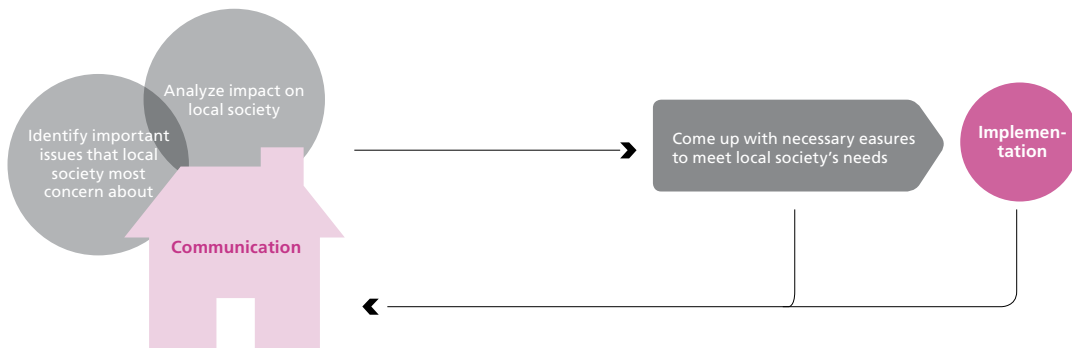 Analyze impact on
local society
Identify important
issues that local
society most
concern about
Communication
Come up with necessary easures
to meet local society's needs
Implemen-
tation